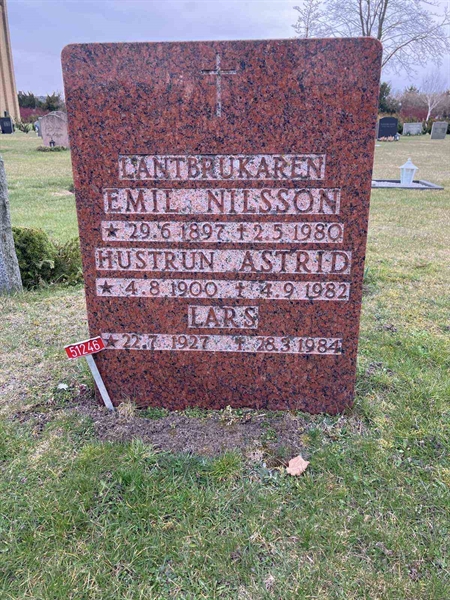 LANTBRUKAREN
EMIL NILSSON
* 29.6 1897 † 2.5 1980
HUSTRUN ASTRID
* 4.8 1900 † 4.9 1982
LARS
* 22.7 1927 † 28.3 1984
51246